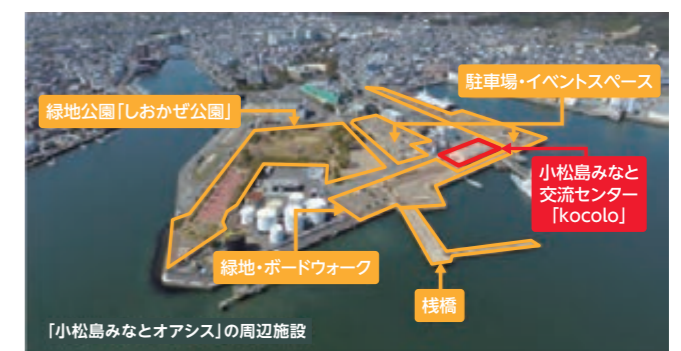 駐車場・イベントスペース
緑地公園「しおかぜ公園」
小松島みなと
交流センター
「kocolo」
緑地・ボードウォーク
桟橋
「小松島みなとオアシス」の周辺施設